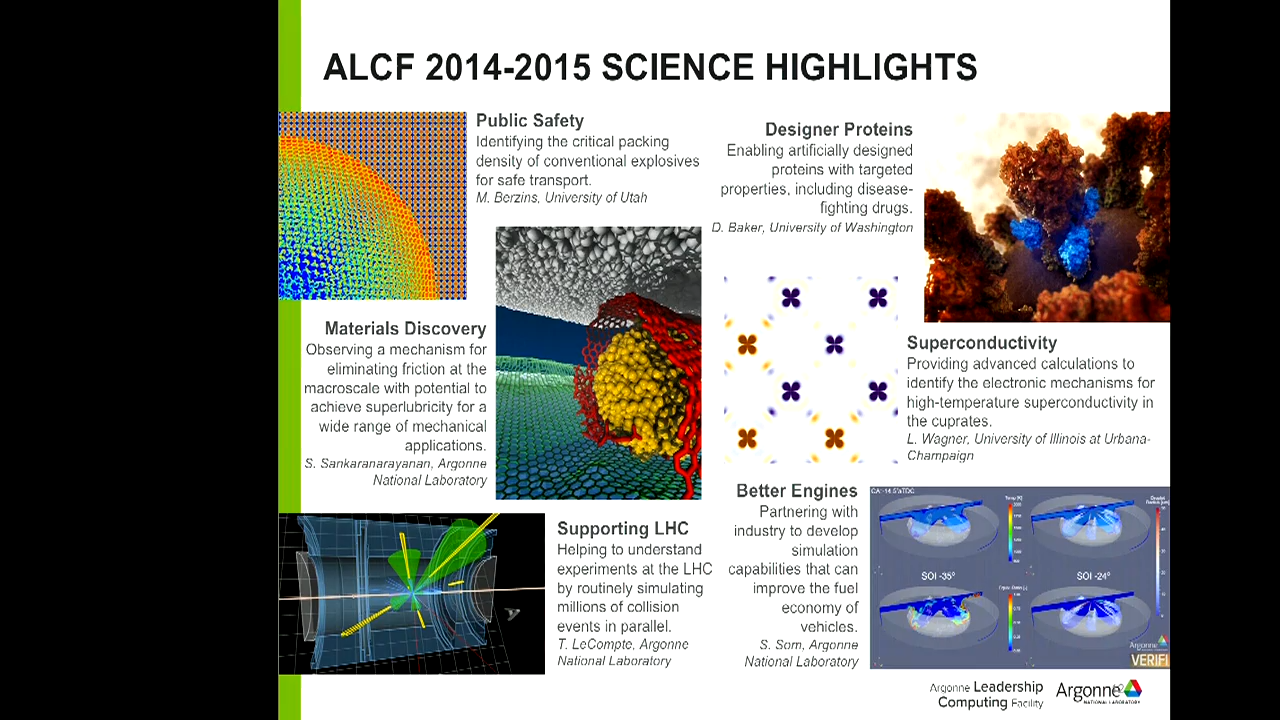 ALCF 2014-2015 SCIENCE HIGHLIGHTS
Public Safety
Identifying the critical packing
density of conventional explosives
for safe transport.
M. Berzins, University of Utah
Designer Proteins
Enabling artificially designed
proteins with targeted
properties, including disease-
fighting drugs.
D. Baker, University of Washington
Materials Discovery
Observing a mechanism for
eliminating friction at the
macroscale with potential to
achieve superlubricity for a
wide range of mechanical
applications.
S. Sankaranarayanan, Argonne
National Laboratory
Superconductivity
Providing advanced calculations to
identify the electronic mechanisms for
high-temperature superconductivity in
the cuprates.
L. Wagner, University of Illinois at Urbana-
Champaign
Supporting LHC
Helping to understand
experiments at the LHC
by routinely simulating
millions of collision
events in parallel.
T. LeCompte, Argonne
National Laboratory
Better Engines
Partnering with
industry to develop
simulation
capabilities that can
improve the fuel
economy of
vehicles.
S. Som, Argonne
National Laboratory
CA: -14.5°aTDC
SOI -35°
SOI -24°
Argonne
VERIFI
Argonne Leadership
Computing Facility
Argonne
NATIONAL LABORATORY